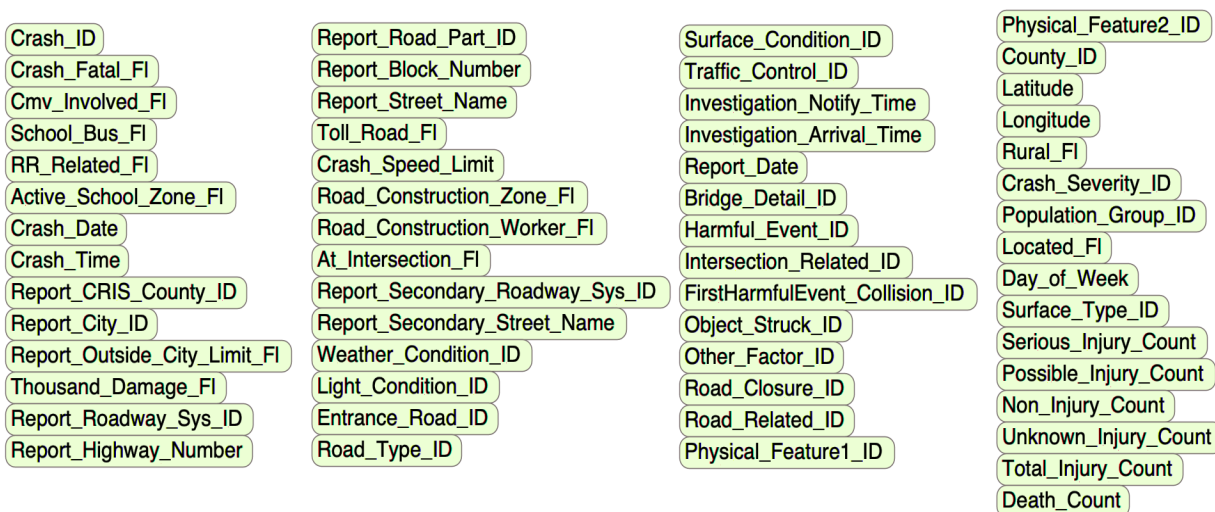 Crash_ID
Crash_Fatal_Fl
Cmv_Involved_Fl
School_Bus_Fl
RR_Related_Fl
Active_School_Zone_Fl
Crash_Date
Crash_Time
Report_CRIS_County_ID
Report_City_ID
Report_Outside_City_Limit_Fl
Thousand_Damage_Fl
Report_Roadway_Sys_ID
Report_Highway_Number
Report_Road_Part_ID
Report_Block_Number
Report_Street_Name
Toll_Road_Fl
Crash_Speed_Limit
Road_Construction_Zone_Fl
Road_Construction_Worker_Fl
At_Intersection_Fl
Report_Secondary_Roadway_Sys_ID
Report_Secondary_Street_Name
Weather_Condition_ID
Light_Condition_ID
Entrance_Road_ID
Road_Type_ID
Surface_Condition_ID
Traffic_Control_ID
Investigation_Notify_Time
Investigation_Arrival_Time
Report_Date
Bridge_Detail_ID
Harmful_Event_ID
Intersection_Related_ID
FirstHarmfulEvent_Collision_ID
Object_Struck_ID
Other_Factor_ID
Road_Closure_ID
Road_Related_ID
Physical_Feature1_ID
Physical_Feature2_ID
County_ID
Latitude
Longitude
Rural_Fl
Crash_Severity_ID
Population_Group_ID
Located_Fl
Day_of_Week
Surface_Type_ID
Serious_Injury_Count
Possible_Injury_Count
Non_Injury_Count
Unknown_Injury_Count
Total_Injury_Count
Death_Count